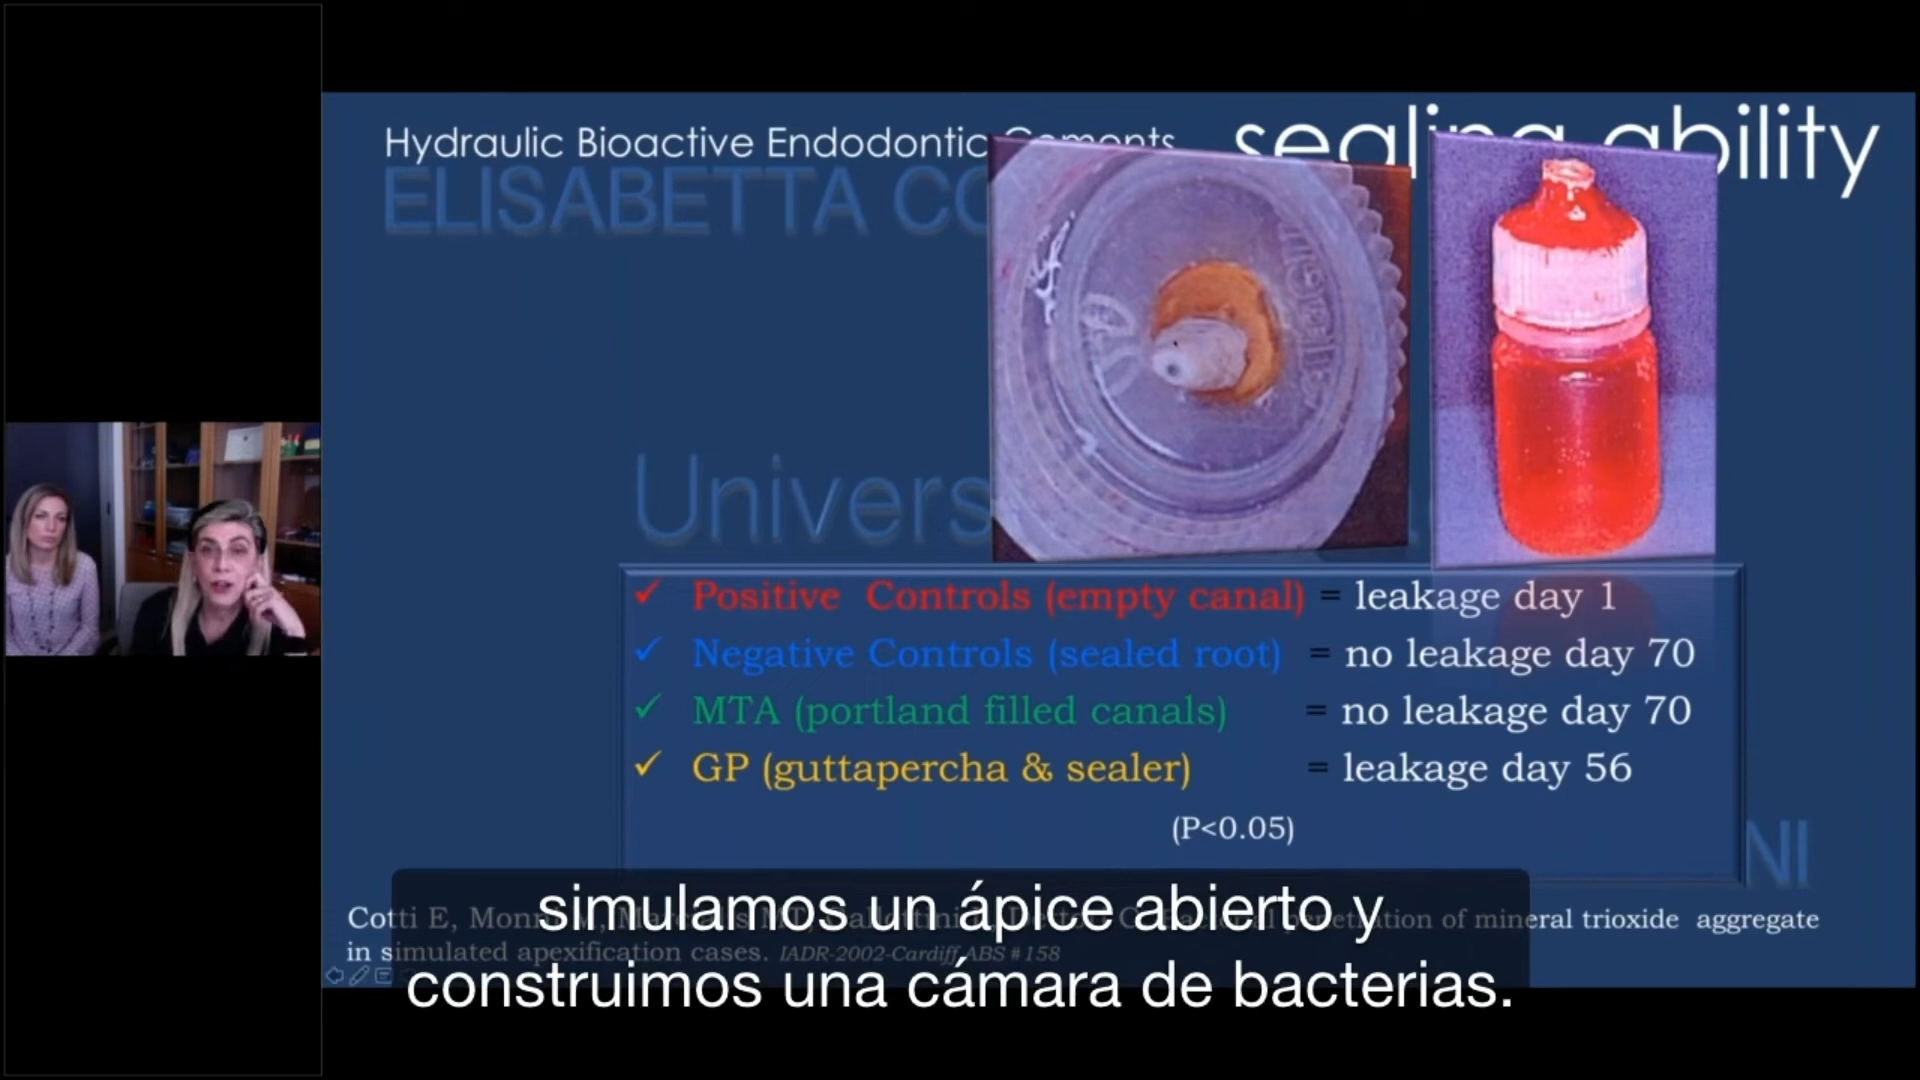 Hydraulic Bioactive Endodontic Cements
sealing ability
ELISABETTA CO
Univers
✓ Positive Controls (empty canal) = leakage day 1
✓ Negative Controls (sealed root) = no leakage day 70
✓ MTA (portland filled canals) = no leakage day 70
✓ GP (guttapercha & sealer) = leakage day 56
(P<0.05)
NI
Cotti E, of mineral trioxide aggregate
in simulated apexification cases. IADR-2002-Cardiff ABS #158
simulamos un ápice abierto y
construimos una cámara de bacterias.